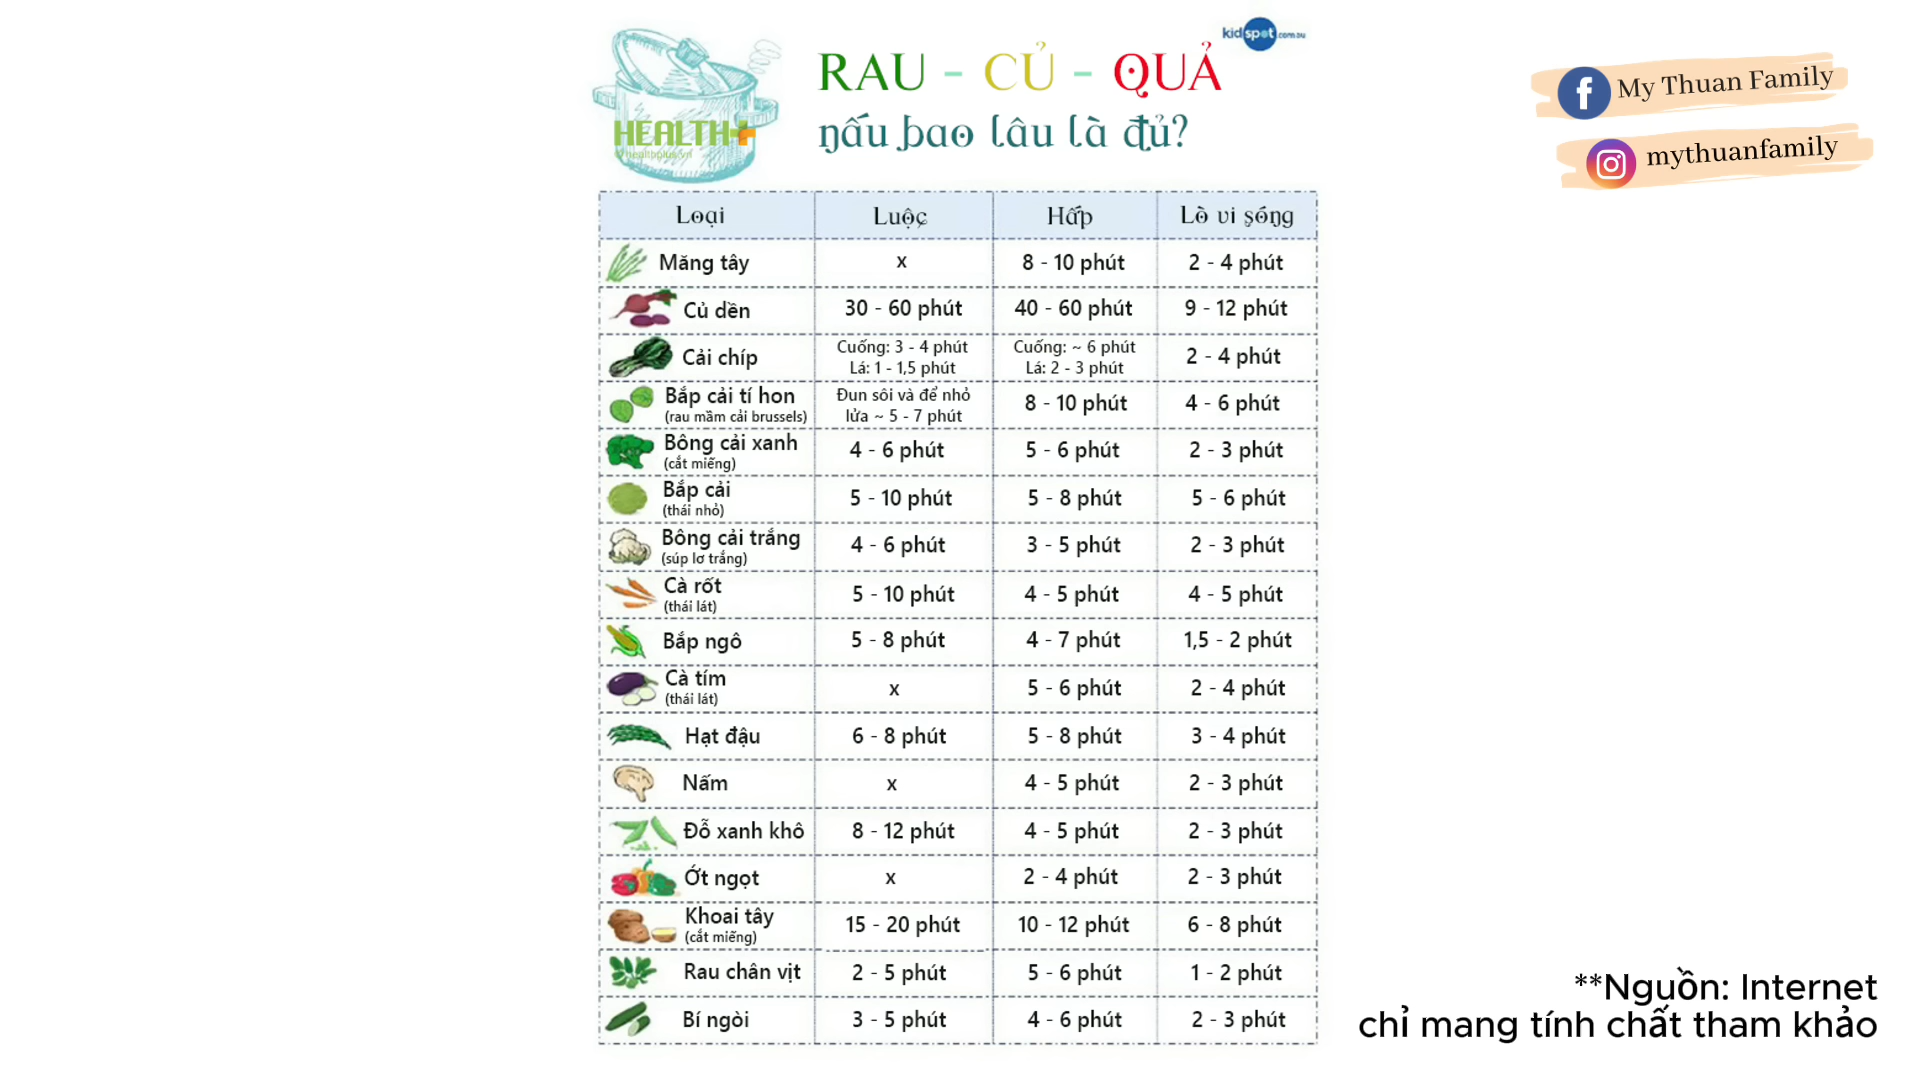 kidspot.com.au
RAU - CỦ - QUẢ
nấu bao lâu là đủ?
HEALTH+
healthplus.vn
My Thuan Family
mythuanfamily
Loại Luộc Hấp Lò vi sóng
Măng tây x 8 - 10 phút 2 - 4 phút
Củ dền 30 - 60 phút 40 - 60 phút 9 - 12 phút
Cải chíp Cuống: 3 - 4 phút Cuống: ~ 6 phút 2 - 4 phút
Lá: 1 - 1,5 phút Lá: 2 - 3 phút
Bắp cải tí hon Đun sôi và để nhỏ 8 - 10 phút 4 - 6 phút
(rau mầm cải brussels) lửa ~ 5 - 7 phút
Bông cải xanh 4 - 6 phút 5 - 6 phút 2 - 3 phút
(cắt miếng)
Bắp cải 5 - 10 phút 5 - 8 phút 5 - 6 phút
(thái nhỏ)
Bông cải trắng 4 - 6 phút 3 - 5 phút 2 - 3 phút
(súp lơ trắng)
Cà rốt 5 - 10 phút 4 - 5 phút 4 - 5 phút
(thái lát)
Bắp ngô 5 - 8 phút 4 - 7 phút 1,5 - 2 phút
Cà tím x 5 - 6 phút 2 - 4 phút
(thái lát)
Hạt đậu 6 - 8 phút 5 - 8 phút 3 - 4 phút
Nấm x 4 - 5 phút 2 - 3 phút
Đỗ xanh khô 8 - 12 phút 4 - 5 phút 2 - 3 phút
Ớt ngọt x 2 - 4 phút 2 - 3 phút
Khoai tây 15 - 20 phút 10 - 12 phút 6 - 8 phút
(cắt miếng)
Rau chân vịt 2 - 5 phút 5 - 6 phút 1 - 2 phút
Bí ngòi 3 - 5 phút 4 - 6 phút 2 - 3 phút
**Nguồn: Internet
chỉ mang tính chất tham khảo